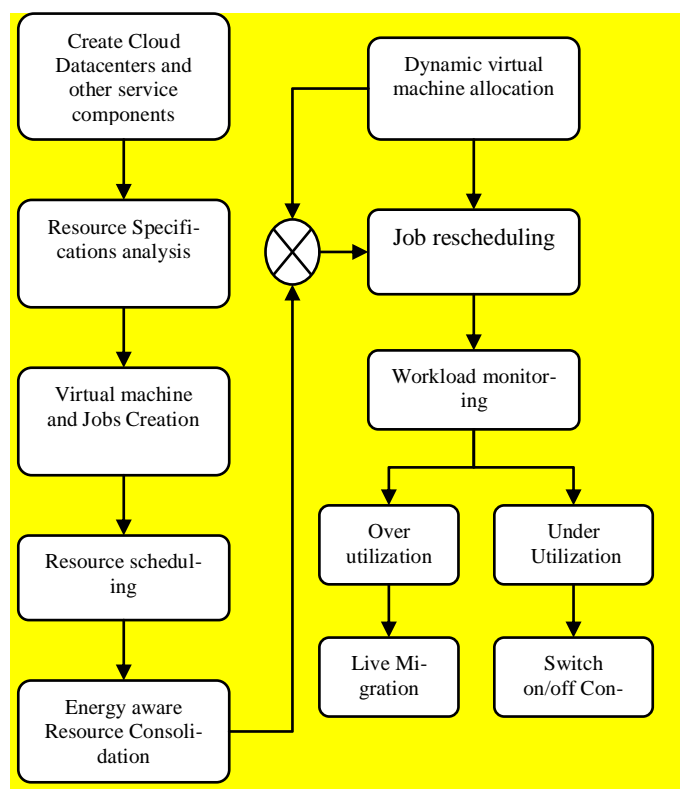 Create Cloud
Datacenters and
other service
components
Resource Specifi-
cations analysis
Virtual machine
and Jobs Creation
Resource schedul-
ing
Energy aware
Resource Consoli-
dation
Dynamic virtual
machine allocation
Job rescheduling
Workload monitor-
ing
Over
utilization
Live Mi-
gration
Under
Utilization
Switch
on/off Con-